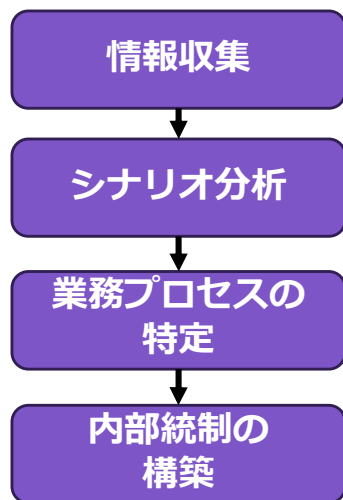 情報収集
シナリオ分析
業務プロセスの
特定
内部統制の
構築